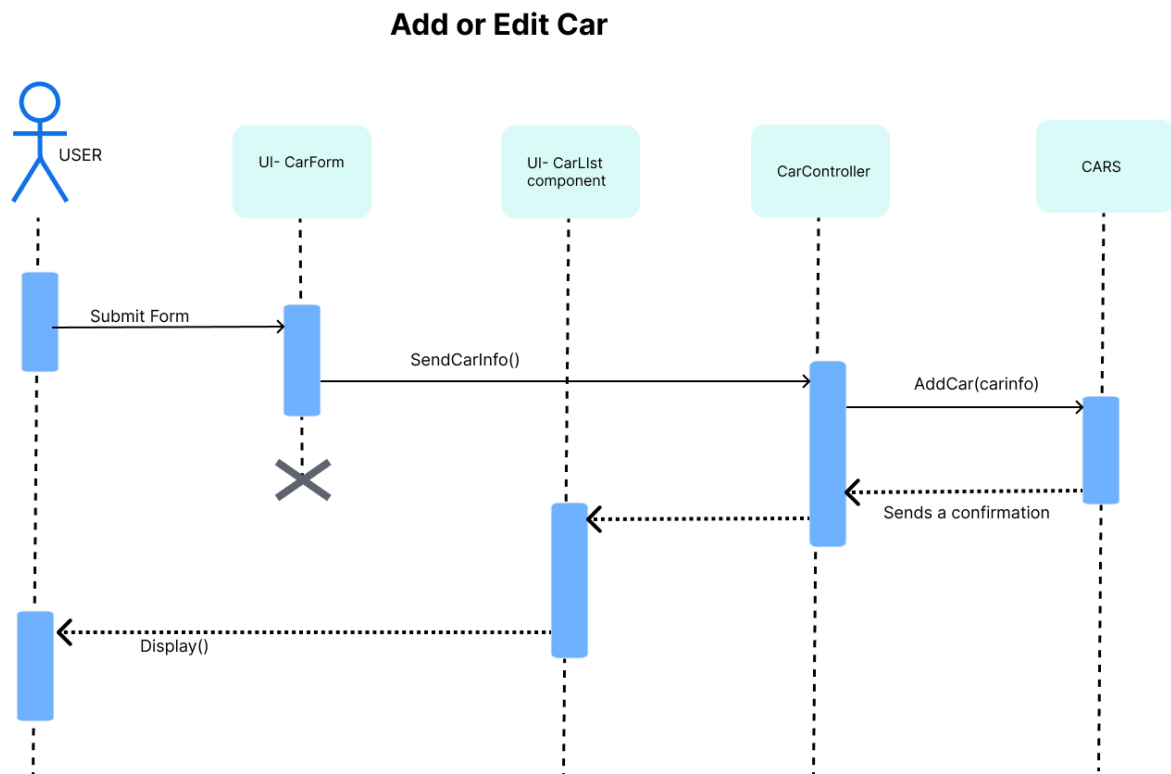 Add or Edit Car
USER
UI- CarForm
UI- CarLIst
component
CarController
CARS
Submit Form
SendCarInfo()
AddCar(carinfo)
Sends a confirmation
Display()